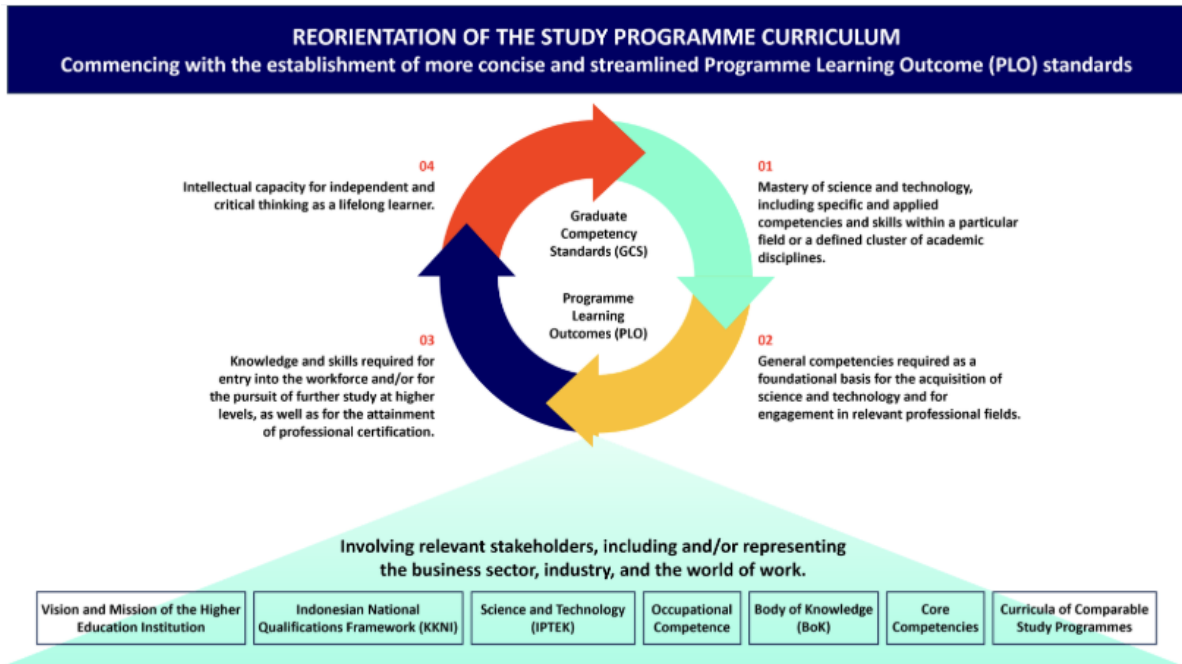 REORIENTATION OF THE STUDY PROGRAMME CURRICULUM
Commencing with the establishment of more concise and streamlined Programme Learning Outcome (PLO) standards
04
Intellectual capacity for independent and
critical thinking as a lifelong learner.
01
Mastery of science and technology,
including specific and applied
competencies and skills within a particular
field or a defined cluster of academic
disciplines.
Graduate
Competency
Standards (GCS)
Programme
Learning
Outcomes (PLO)
03
Knowledge and skills required for
entry into the workforce and/or for
the pursuit of further study at higher
levels, as well as for the attainment
of professional certification.
02
General competencies required as a
foundational basis for the acquisition of
science and technology and for
engagement in relevant professional fields.
Involving relevant stakeholders, including and/or representing
the business sector, industry, and the world of work.
Vision and Mission of the Higher
Education Institution
Indonesian National
Qualifications Framework (KKNI)
Science and Technology
(IPTEK)
Occupational
Competence
Body of Knowledge
(BoK)
Core
Competencies
Curricula of Comparable
Study Programmes